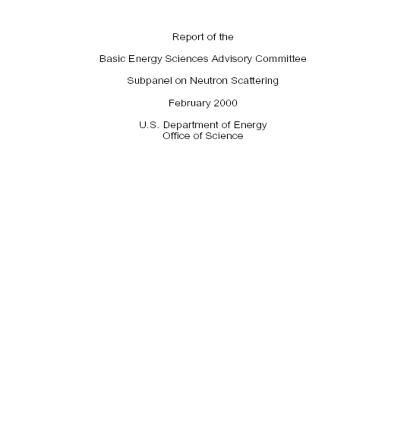 Report of the
Basic Energy Sciences Advisory Committee
Subpanel on Neutron Scattering
February 2000
U.S. Department of Energy
Office of Science